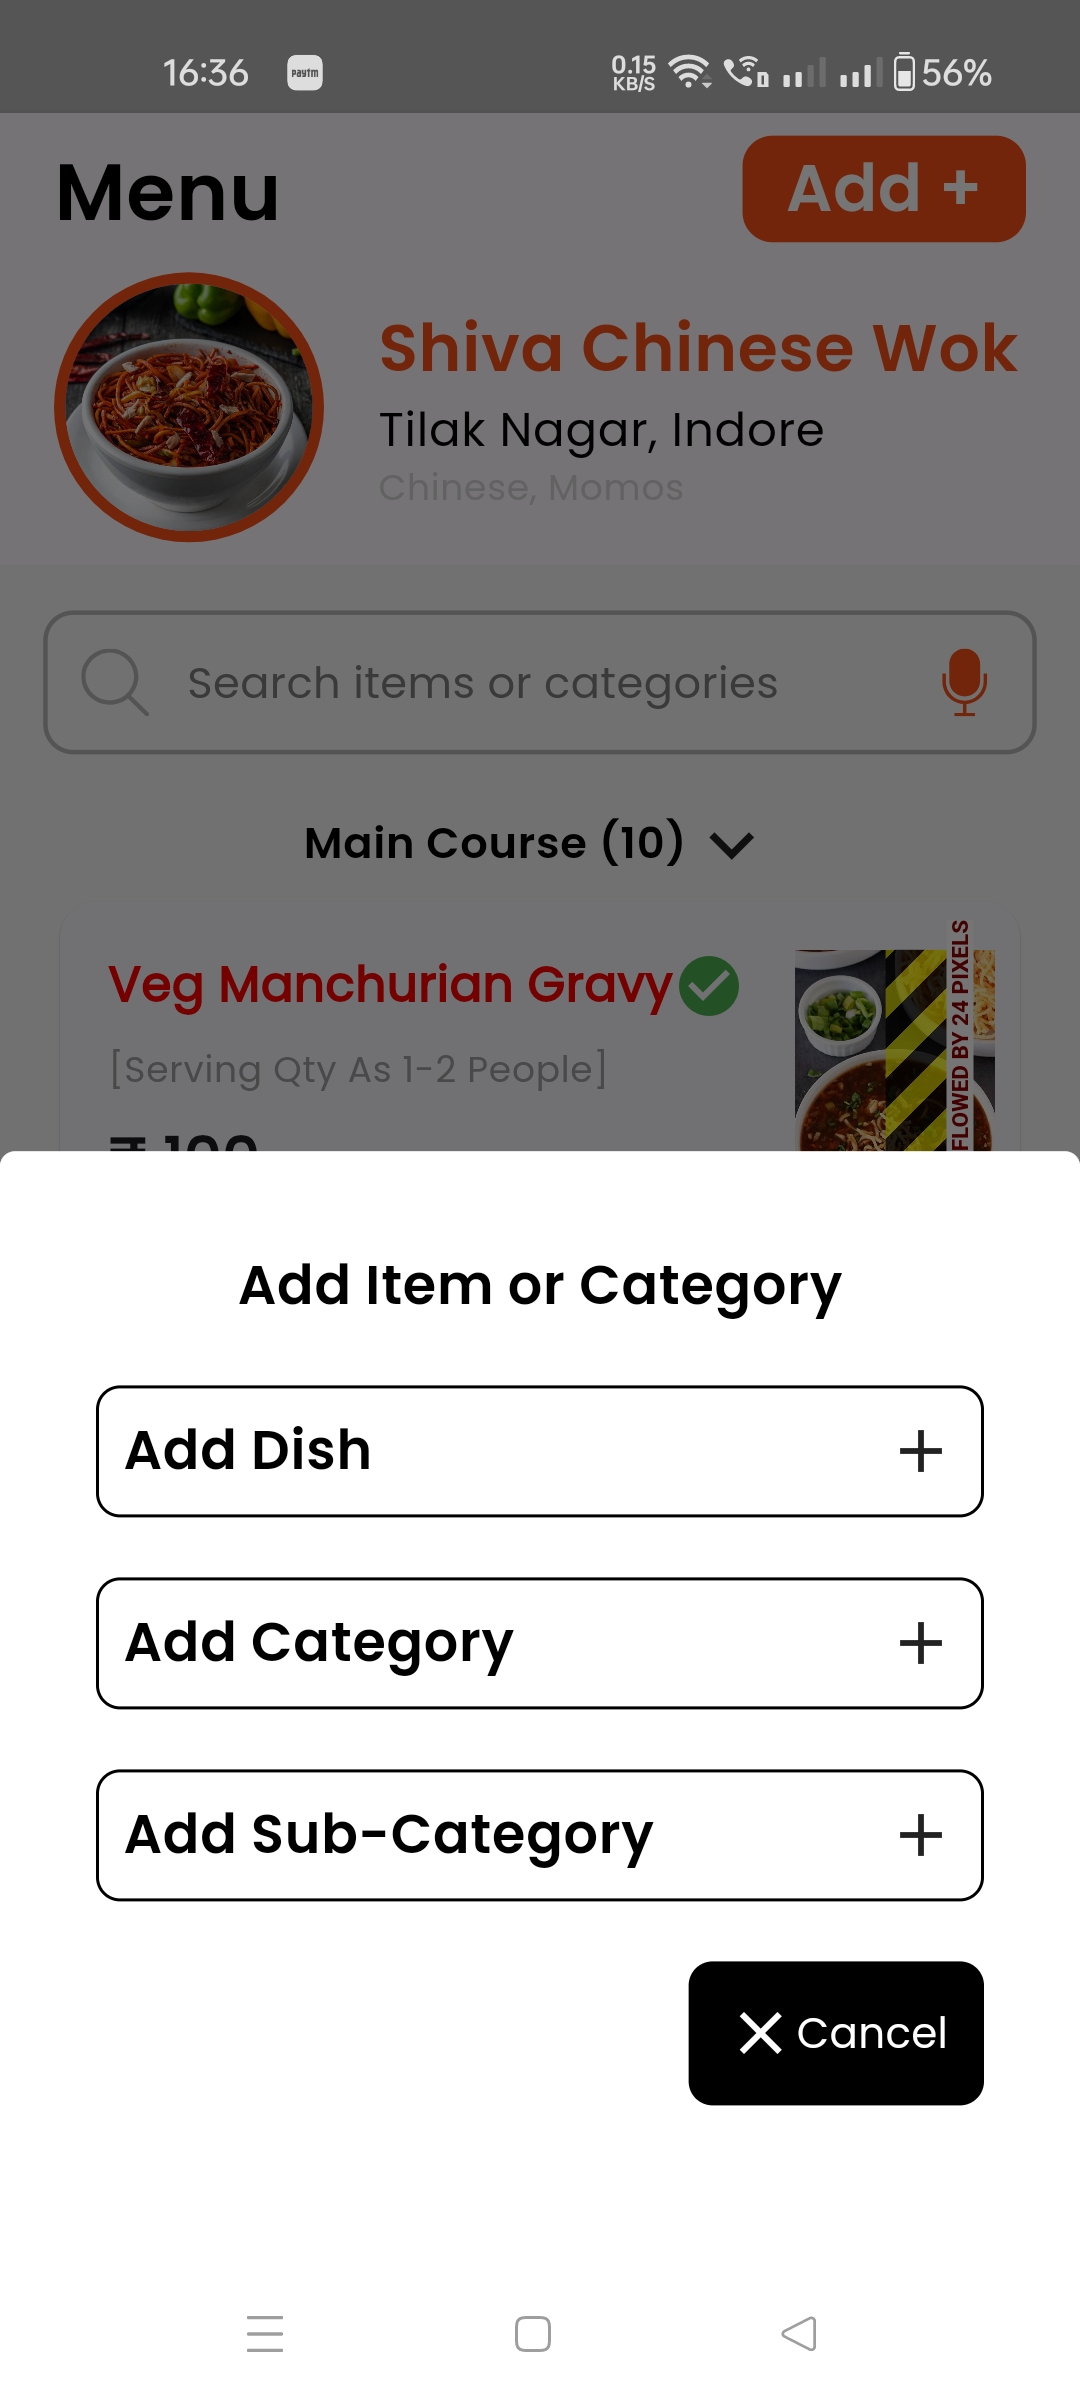 16:36
paytm
0.15
KB/S
56%
Menu
Add +
Shiva Chinese Wok
Tilak Nagar, Indore
Chinese, Momos
Search items or categories
Main Course (10)
Veg Manchurian Gravy
[Serving Qty As 1-2 People]
FLOWED BY 24 PIXELS
₹ 100
Add Item or Category
Add Dish
Add Category
Add Sub-Category
Cancel